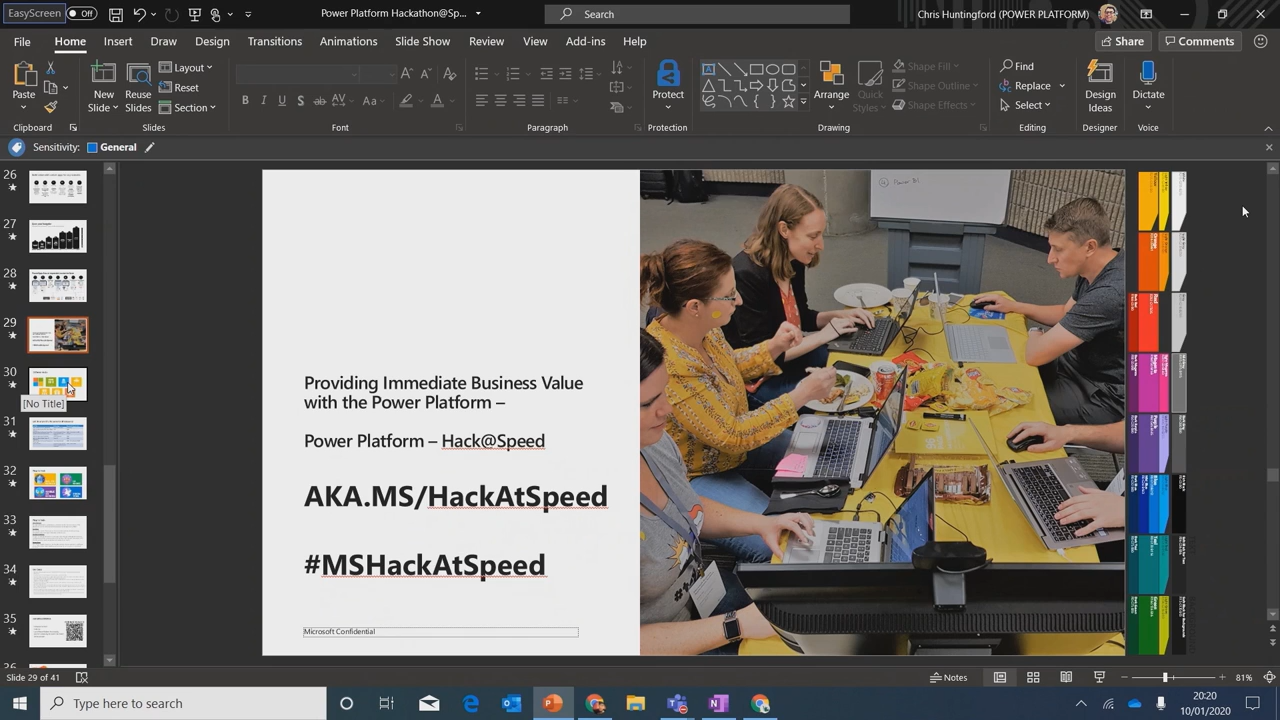 EasyScreen Off
Power Platform Hackathon@Sp...
Search
Chris Huntingford (POWER PLATFORM)
File Home Insert Draw Design Transitions Animations Slide Show Review View Add-ins Help
Share Comments
Paste
New Slide
Reuse Slides
Layout
Reset
Section
Protect
Arrange
Quick Styles
Shape Fill
Shape Outline
Shape Effects
Find
Replace
Select
Design Ideas
Dictate
Clipboard Slides Font Paragraph Protection Drawing Editing Designer Voice
Sensitivity: General
26
27
28
29
30
[No Title]
31
32
33
34
35
Providing Immediate Business Value
with the Power Platform –
Power Platform – Hack@Speed
AKA.MS/HackAtSpeed
#MSHackAtSpeed
Microsoft Confidential
Slide 29 of 41
Notes
81%
Type here to search
20:20
10/01/2020